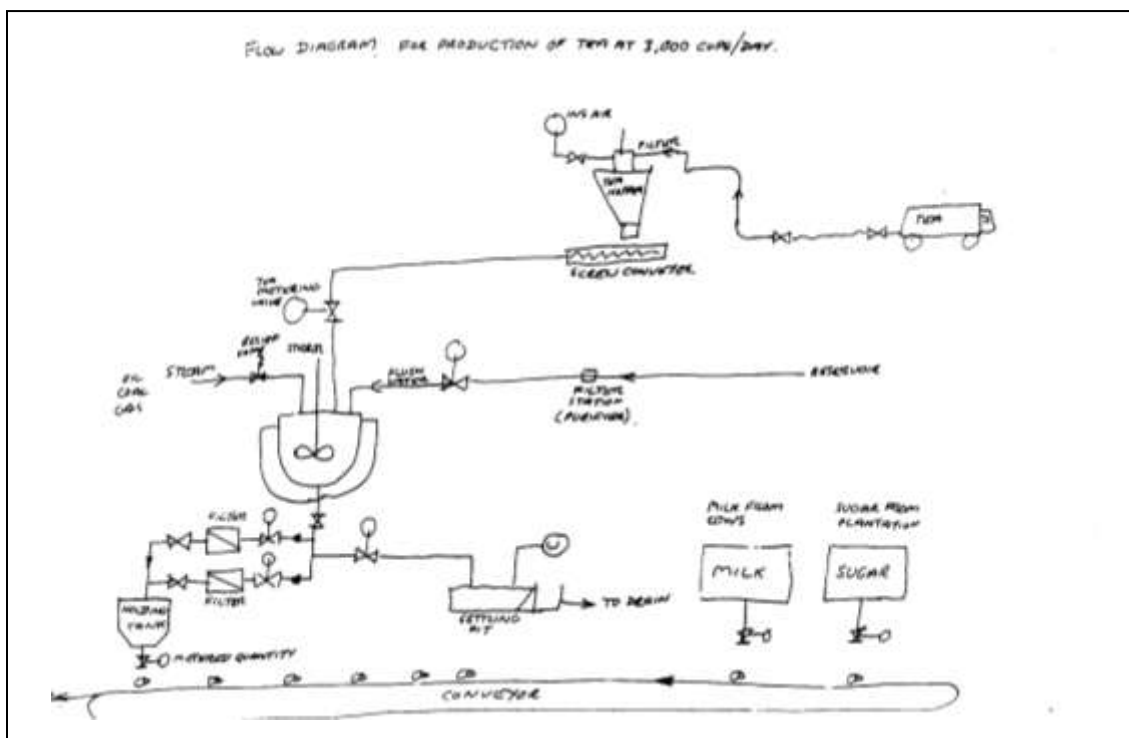 FLOW DIAGRAM FOR PRODUCTION OF TEA AT 3,000 CUPS/DAY.
INS AIR
FILTER
TEA
HOPPER
TEA
SCREW CONVEYOR
TEA
METERING
VALVE
RELIEF
STEAM
OIL
COAL
GAS
FLUSH
WATER
FILTER
STATION
(PURIFIER)
RESERVOIR
FILTER
FILTER
HOLDING
TANK
METERED QUANTITY
SETTLING
PIT
TO DRAIN
MILK FROM
COWS
SUGAR FROM
PLANTATION
MILK
SUGAR
CONVEYOR